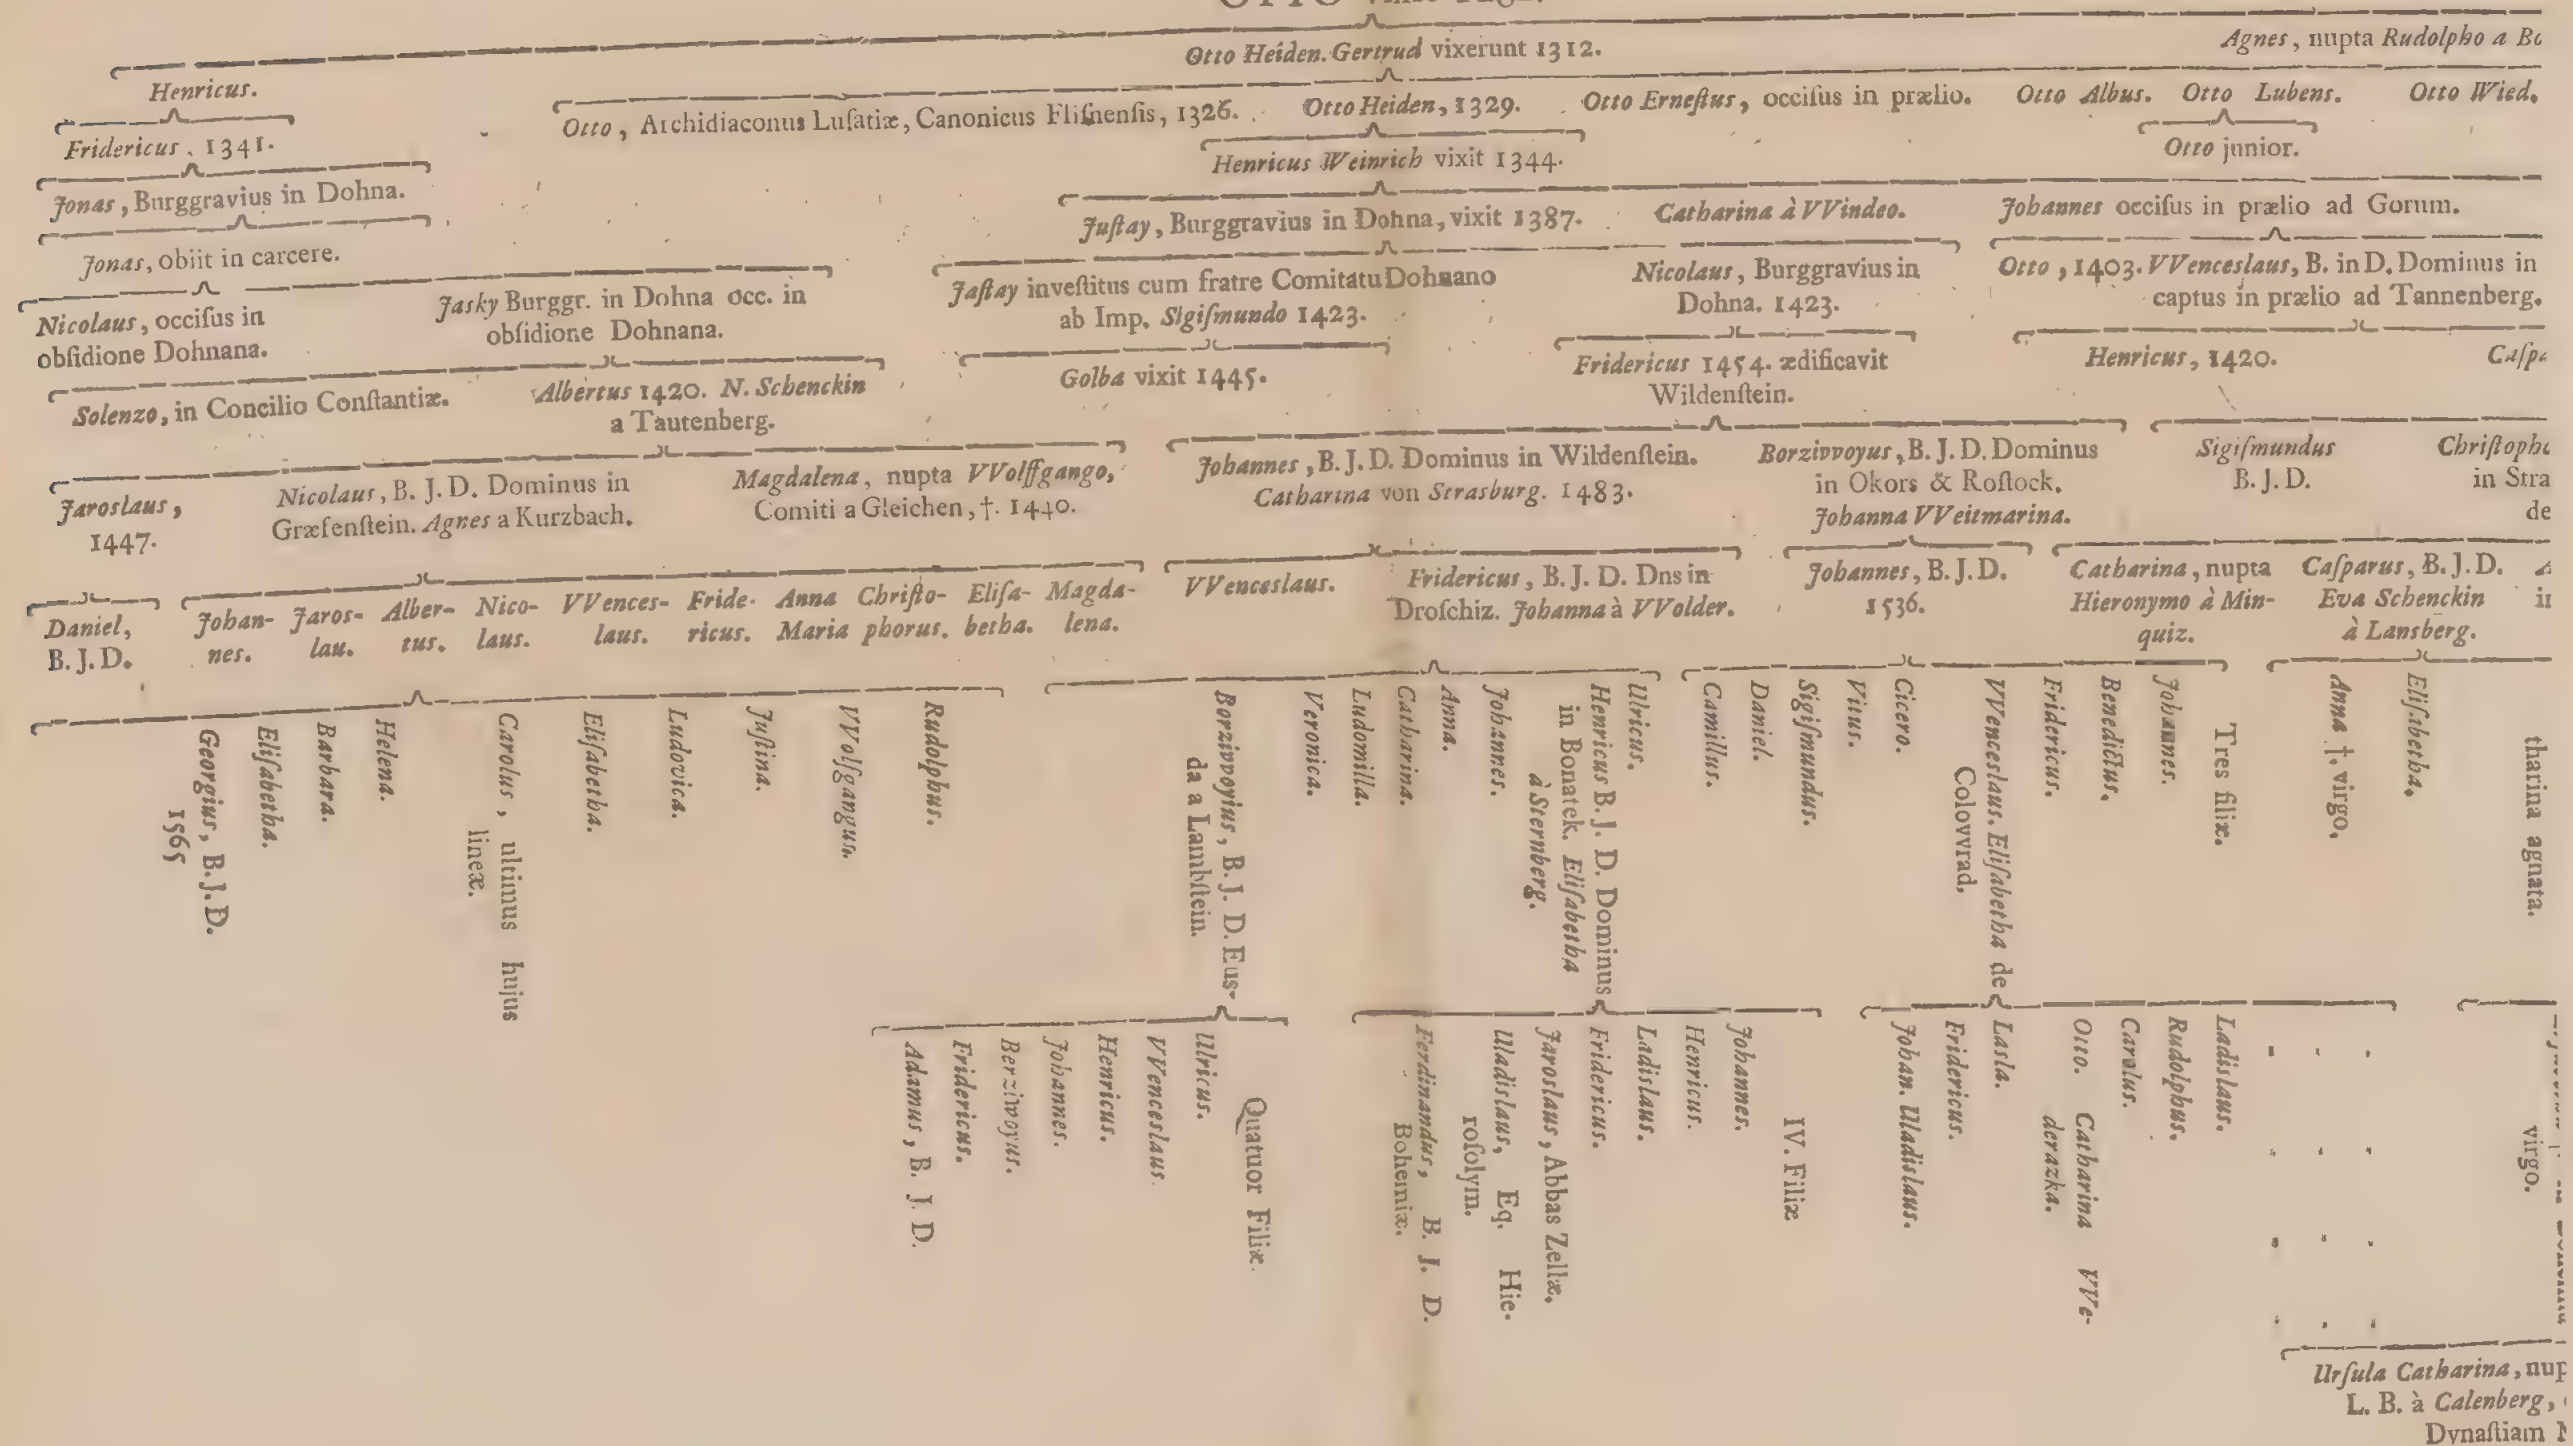 OTTO
Otto Heiden. Gertrud vixerunt 1312.
Agnes, nupta Rudolpho a
Henricus.
Otto, Archidiaconus Luſatiæ, Canonicus Fliſnenſis, 1326.
Otto Heiden, 1329.
Otto Erneſtus, occiſus in prælio.
Otto Albus.
Otto Lubens.
Otto Wied.
Fridericus, 1341.
Henricus Weinrich vixit 1344.
Otto junior.
Jonas, Burggravius in Dohna.
Juſtay, Burggravius in Dohna, vixit 1387.
Catharina à VVindeo.
Johannes occiſus in prælio ad Gorum.
Jonas, obiit in carcere.
Jaſtay inveſtitus cum fratre Comitatu Dohnano
ab Imp. Sigiſmundo 1423.
Nicolaus, Burggravius in
Dohna. 1423.
Otto, 1403. VVenceslaus, B. in D. Dominus in
captus in prælio ad Tannenberg.
Nicolaus, occiſus in
obſidione Dohnana.
Jasky Burggr. in Dohna occ. in
obſidione Dohnana.
Golba vixit 1445.
Fridericus 1454. ædificavit
Wildenſtein.
Henricus, 1420.
Solenzo, in Concilio Conſtantiæ.
Albertus 1420. N. Schenckin
a Tautenberg.
Jaroslaus,
1447.
Nicolaus, B. J. D. Dominus in
Græfenſtein. Agnes a Kurzbach.
Magdalena, nupta VVolffgango,
Comiti a Gleichen, †. 1440.
Johannes, B. J. D. Dominus in Wildenſtein.
Catharina von Strasburg. 1483.
Borzivvoyus, B. J. D. Dominus
in Okors & Roſtock.
Johanna VVeitmarina.
Sigiſmundus
B. J. D.
in Stra
de
Daniel,
B. J. D.
Johan-
nes.
Jaros-
lau.
Alber-
tus.
Nico-
laus.
VVences-
laus.
Fride-
ricus.
Anna
Maria
Chriſto-
phorus.
Eliſa-
betha.
Magda-
lena.
VVenceslaus.
Fridericus, B. J. D. Dns in
Droſchiz. Johanna à VVolder.
Johannes, B. J. D.
1536.
Catharina, nupta
Hieronymo à Min-
quiz.
Caſparus, B. J. D.
Eva Schenckin
à Lansberg.
Georgius, B. J. D.
1565
Eliſabetha.
Barbara.
Helena.
Carolus, ultimus hujus
lineæ.
Eliſabetha.
Ludovica.
Juſtina.
VVolfgangus.
Rudolphus.
Borzivvoyius, B. J. D. Eus-
da a Lambſtein.
Veronica.
Ludomilla.
Catharina.
Anna.
Johannes.
Henricus B. J. D. Dominus
in Bonatek. Eliſabetha
à Sternberg.
Ulricus.
Camillus.
Daniel.
Sigiſmundus.
Vitus.
Cicero.
VVenceslaus. Eliſabetha de
Colovvrad.
Fridericus.
Benedictus.
Johannes.
Tres filiæ.
Anna †. virgo.
Eliſabetha.
tharina agnata.
Adamus, B. J. D.
Fridericus.
Berziwoyus.
Johannes.
Henricus.
VVenceslaus.
Ulricus.
Quatuor Filiæ.
Ferdinandus, B. J. D.
Bohemiæ.
Uladislaus, Eq. Hie-
roſolym.
Jaroslaus, Abbas Zellæ.
Fridericus.
Ladislaus.
Henricus.
Johannes.
IV. Filiæ
Johan. Uladislaus.
Fridericus.
Lasla.
Otto. Catharina VVe-
derazka.
Carolus.
Rudolphus.
Ladislaus.
virgo.
Urſula Catharina, nup
L. B. à Calenberg,
Dynaſtiam